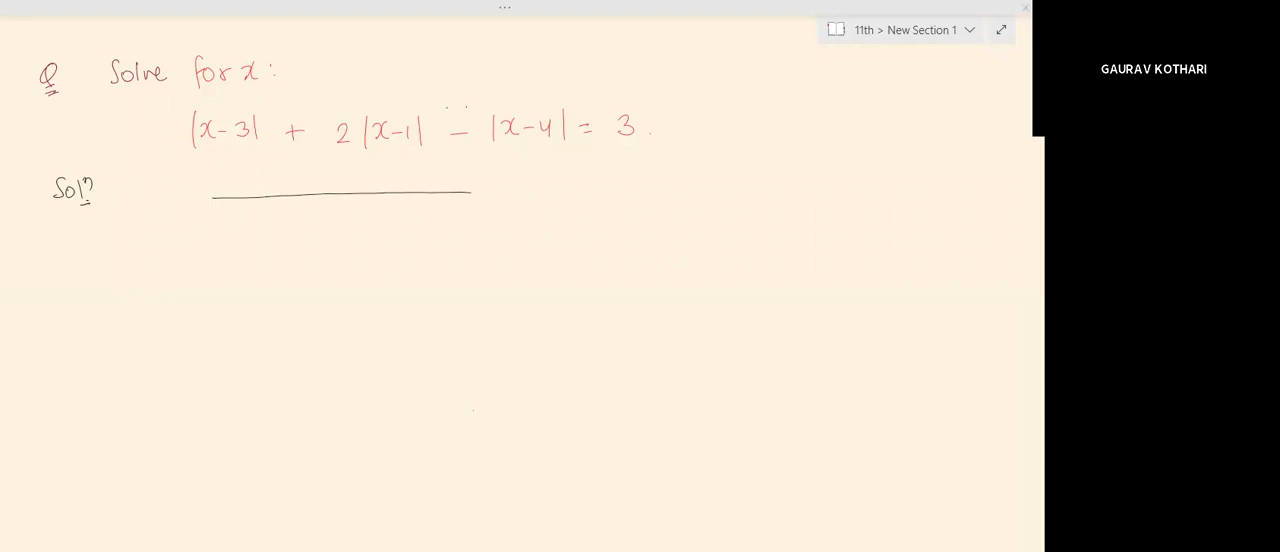 ...
11th > New Section 1
GAURAV KOTHARI
Q Solve for x:
|x-3| + 2|x-1| - |x-4| = 3.
Solⁿ